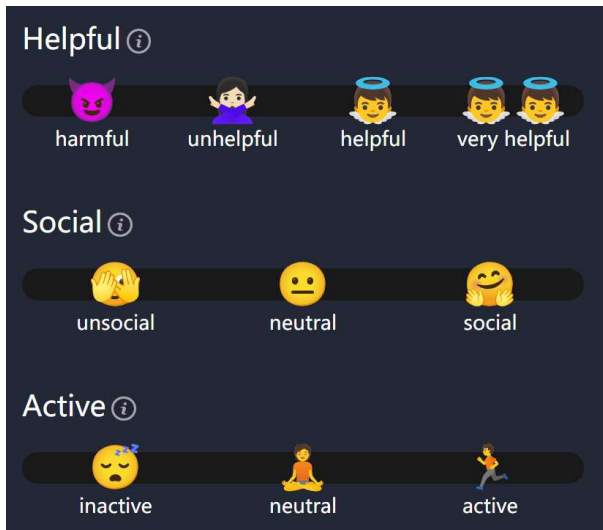 Helpful
harmful unhelpful helpful very helpful
Social
unsocial neutral social
Active
inactive neutral active